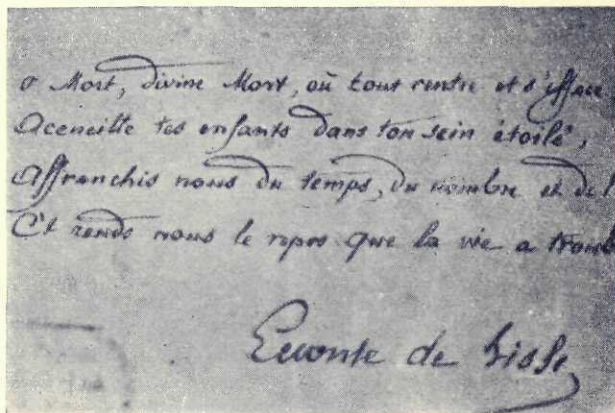 O Mort, divine Mort, où tout rentre et s'efface
Accueille tes enfants dans ton sein étoilé,
Affranchis nous du temps, du nombre et de l'
Et rends nous le repos que la vie a troubl
Leconte de Lisle